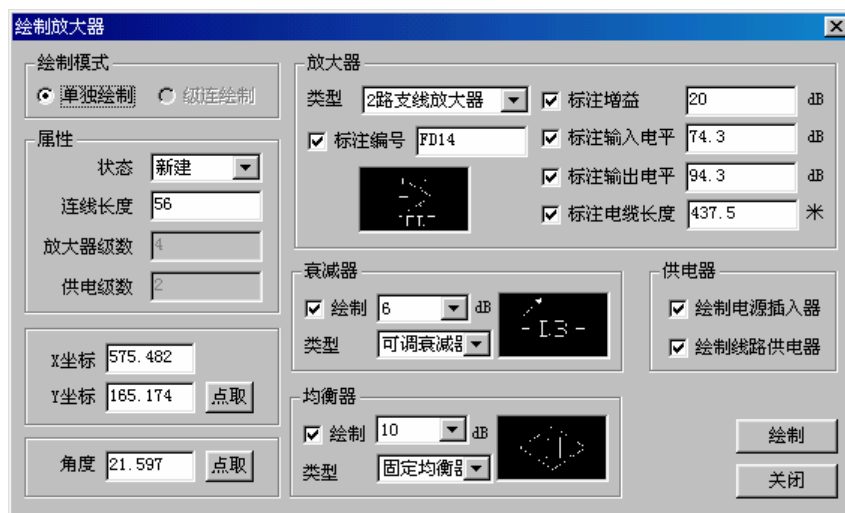 绘制放大器
绘制模式
单独绘制 级连绘制
属性
状态 新建
连线长度 56
放大器级数 4
供电级数 2
X坐标 575.482
Y坐标 165.174 点取
角度 21.597 点取
放大器
类型 2路支线放大器
标注编号 FD14
标注增益 20 dB
标注输入电平 74.3 dB
标注输出电平 94.3 dB
标注电缆长度 437.5 米
衰减器
绘制 6 dB
类型 可调衰减器
均衡器
绘制 10 dB
类型 固定均衡器
供电器
绘制电源插入器
绘制线路供电器
绘制
关闭